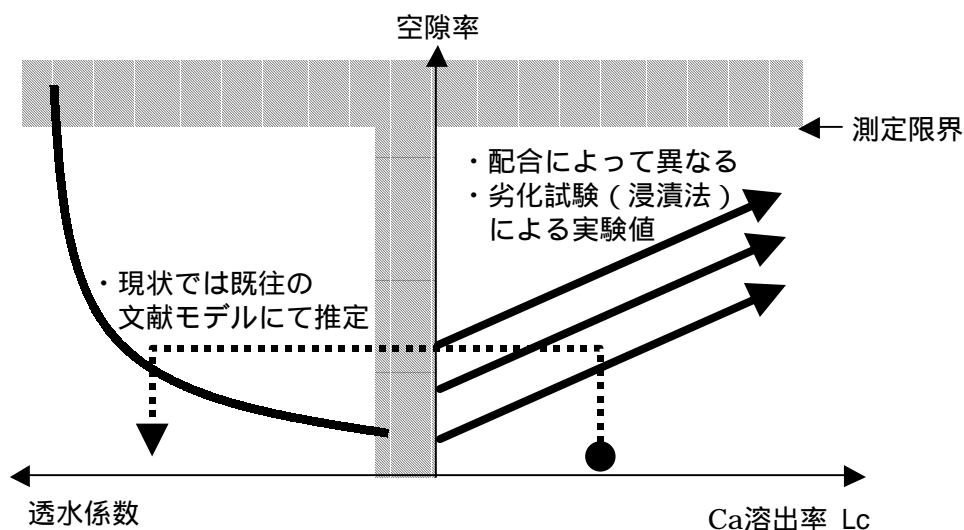 空隙率
測定限界
・配合によって異なる
・劣化試験（浸漬法）
による実験値
・現状では既往の
文献モデルにて推定
透水係数
Ca溶出率 Lc